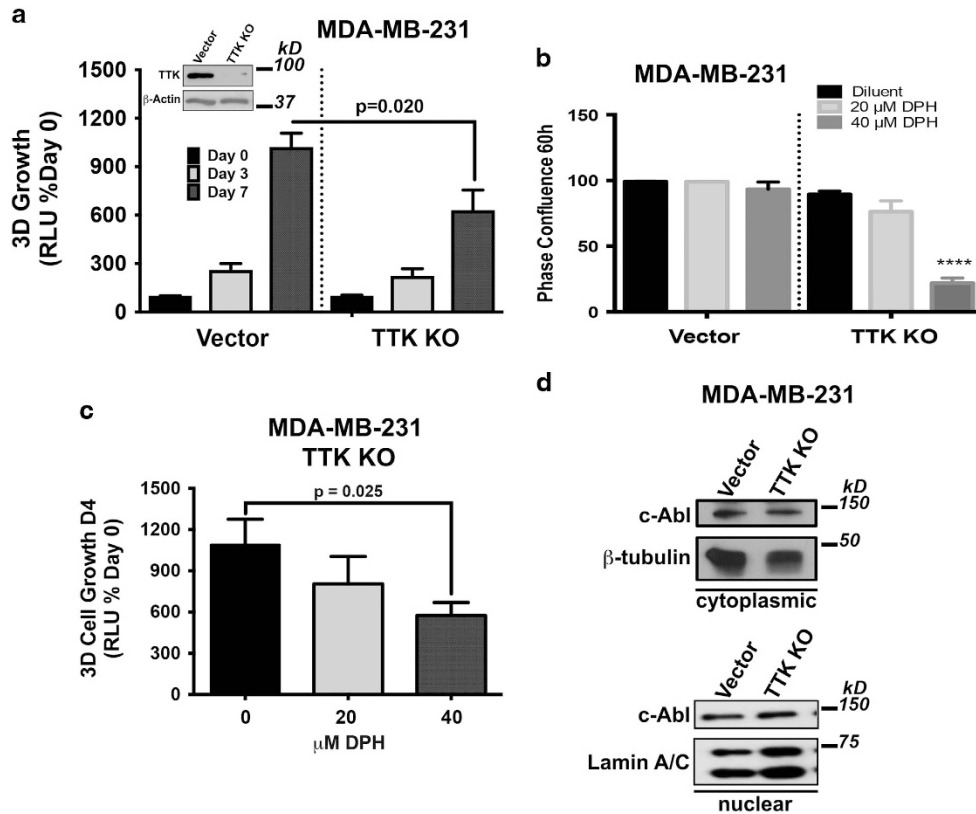 a
MDA-MB-231
Vector
TTK KO
kD
TTK
100
β-Actin
37
1500
1200
900
600
300
0
3D Growth
(RLU %Day 0)
Day 0
Day 3
Day 7
p=0.020
Vector
TTK KO
b
MDA-MB-231
Diluent
20 µM DPH
40 µM DPH
Phase Confluence 60h
150
100
50
0
****
Vector
TTK KO
c
MDA-MB-231
TTK KO
3D Cell Growth D4
(RLU % Day 0)
1500
1200
900
600
300
0
p = 0.025
0
20
40
µM DPH
d
MDA-MB-231
Vector
TTK KO
kD
c-Abl
150
β-tubulin
50
cytoplasmic
Vector
TTK KO
kD
c-Abl
150
Lamin A/C
75
nuclear